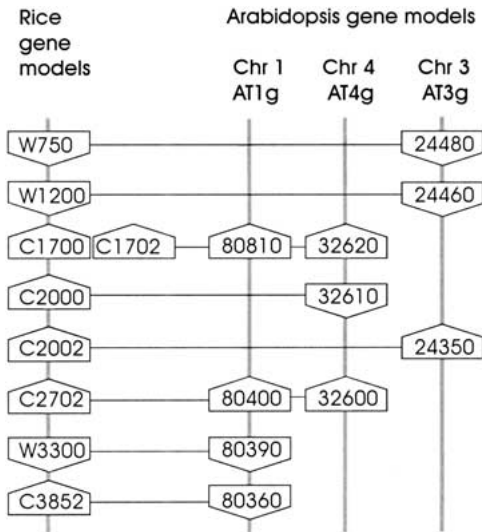 Rice gene models
Arabidopsis gene models
Chr 1 AT1g
Chr 4 AT4g
Chr 3 AT3g
W750 24480
W1200 24460
C1700 C1702 80810 32620
C2000 32610
C2002 24350
C2702 80400 32600
W3300 80390
C3852 80360